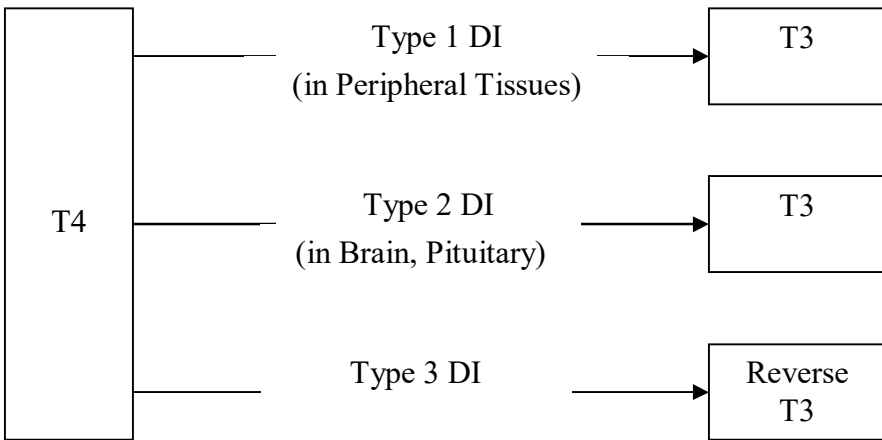 Type 1 DI
(in Peripheral Tissues)
T3
T4
Type 2 DI
(in Brain, Pituitary)
T3
Type 3 DI
Reverse
T3